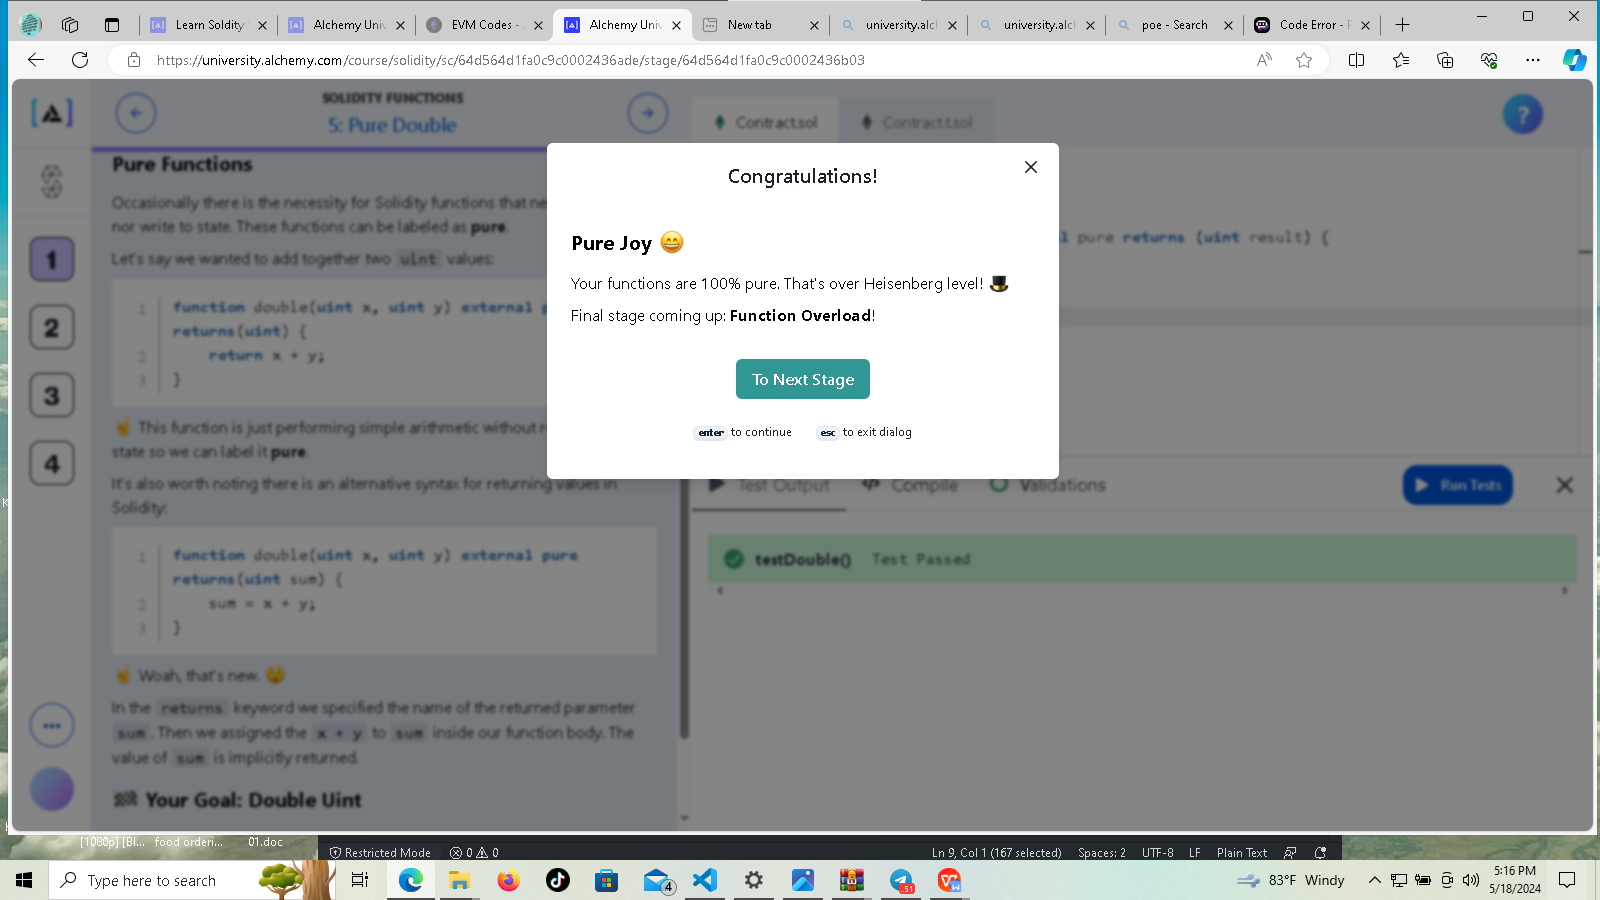 Learn Soldity
Alchemy Univ
EVM Codes -
Alchemy Univ
New tab
university.alch
university.alch
poe - Search
Code Error - P
https://university.alchemy.com/course/solidity/sc/64d564d1fa0c9c0002436ade/stage/64d564d1fa0c9c0002436b03
SOLIDITY FUNCTIONS
5: Pure Double
Contract.sol
Contract.t.sol
?
1
2
3
4
Pure Functions
Occasionally there is the necessity for Solidity functions that
nor write to state. These functions can be labeled as pure.
Let's say we wanted to add together two uint values:
1 function double(uint x, uint y) external
returns(uint) {
2 return x + y;
3 }
☝️ This function is just performing simple arithmetic without
state so we can label it pure.
It's also worth noting there is an alternative syntax for returning values in
Solidity:
1 function double(uint x, uint y) external pure
returns(uint sum) {
2 sum = x + y;
3 }
☝️ Woah, that's new. 😲
In the returns keyword we specified the name of the returned parameter
sum. Then we assigned the x + y to sum inside our function body. The
value of sum is implicitly returned.
🏁 Your Goal: Double Uint
pure returns (uint result) {
Congratulations!
Pure Joy 😄
Your functions are 100% pure. That's over Heisenberg level! 🎩
Final stage coming up: Function Overload!
To Next Stage
enter to continue
esc to exit dialog
Test Output
Compile
Validations
Run Tests
testDouble() Test Passed
[1080p] [Bl...
food orderi...
01.doc
Restricted Mode
0 0
Ln 9, Col 1 (167 selected)
Spaces: 2
UTF-8
LF
Plain Text
Type here to search
4
51
83°F Windy
5:16 PM
5/18/2024